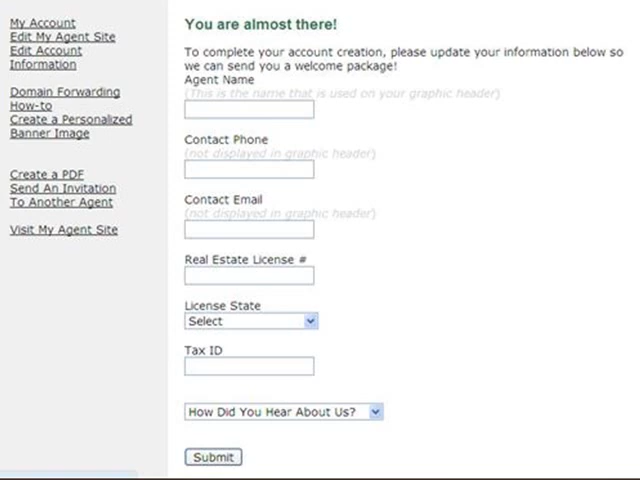 My Account
Edit My Agent Site
Edit Account
Information
Domain Forwarding
How-to
Create a Personalized
Banner Image
Create a PDF
Send An Invitation
To Another Agent
Visit My Agent Site
You are almost there!
To complete your account creation, please update your information below so
we can send you a welcome package!
Agent Name
(This is the name that is used on your graphic header)
Contact Phone
(not displayed in graphic header)
Contact Email
(not displayed in graphic header)
Real Estate License #
License State
Select
Tax ID
How Did You Hear About Us?
Submit